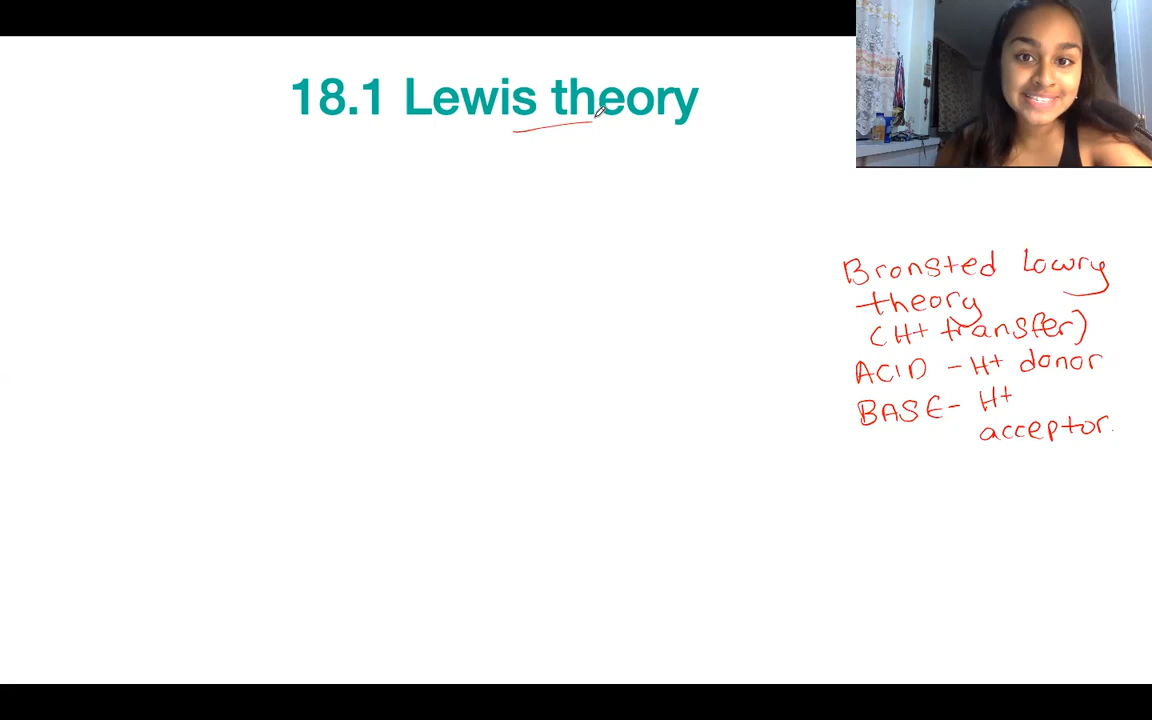 18.1 Lewis theory
Bronsted Lowry
theory
(H+ transfer)
ACID - H+ donor
BASE- H+
acceptor.